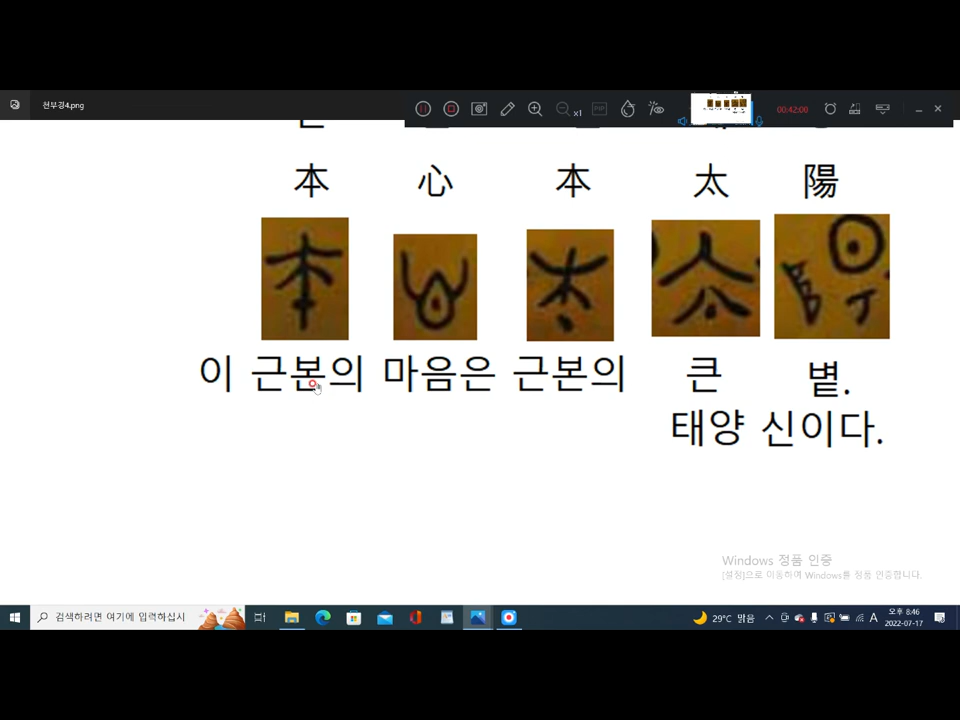 천부경4.png
x1
00:42:00
本 心 本 太 陽
이 근본의 마음은 근본의 큰 볕.
태양 신이다.
Windows 정품 인증
[설정]으로 이동하여 Windows를 정품 인증합니다.
검색하려면 여기에 입력하십시
29°C 맑음
A
오후 8:46
2022-07-17